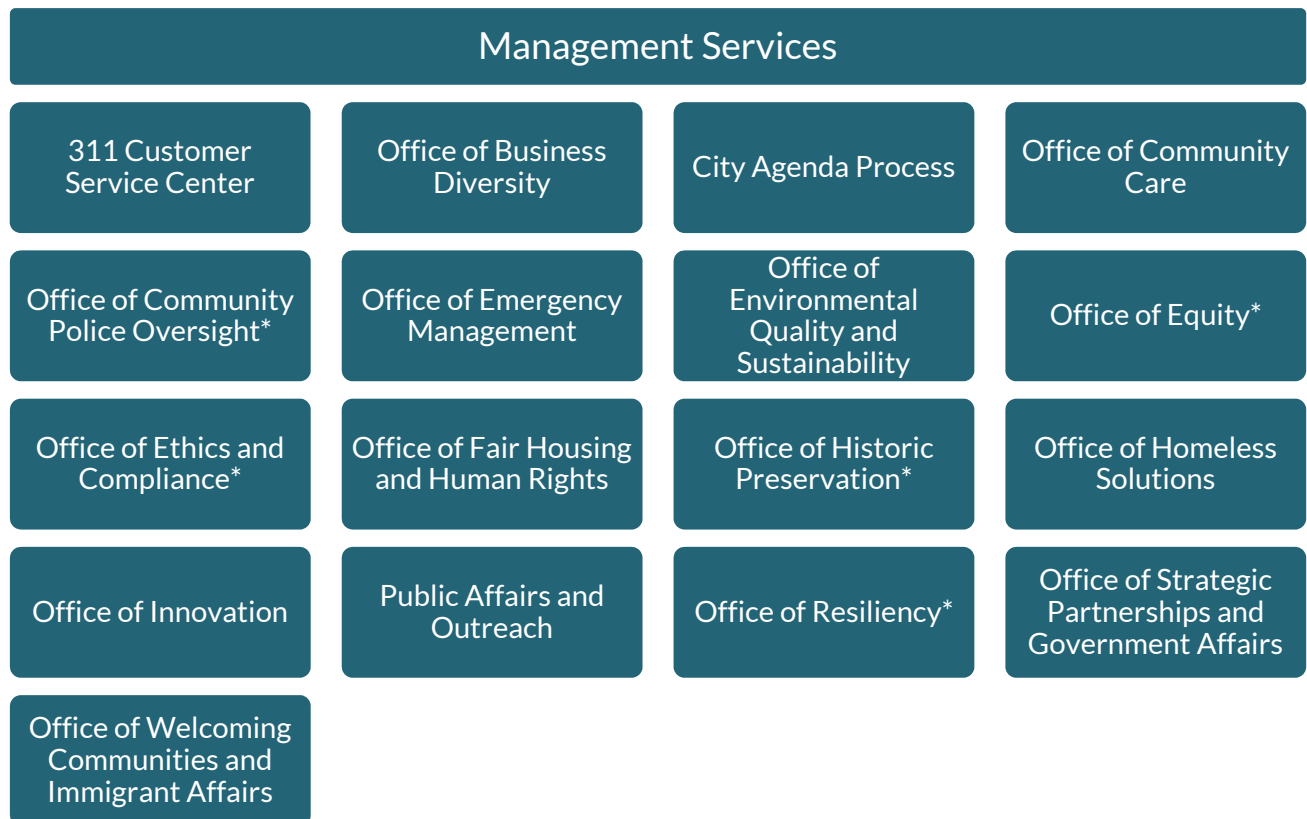 Management Services
311 Customer
Service Center
Office of Business
Diversity
City Agenda Process
Office of Community
Care
Office of Community
Police Oversight*
Office of Emergency
Management
Office of
Environmental
Quality and
Sustainability
Office of Equity*
Office of Ethics and
Compliance*
Office of Fair Housing
and Human Rights
Office of Historic
Preservation*
Office of Homeless
Solutions
Office of Innovation
Public Affairs and
Outreach
Office of Resiliency*
Office of Strategic
Partnerships and
Government Affairs
Office of Welcoming
Communities and
Immigrant Affairs